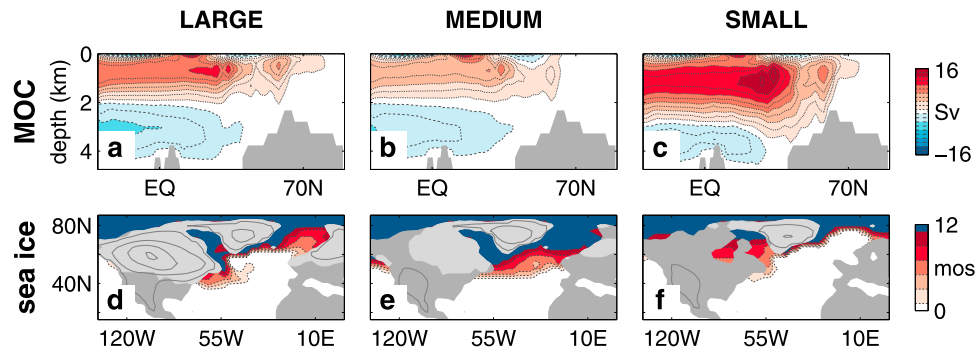 LARGE MEDIUM SMALL
MOC
depth (km)
0
2
4
a b c
EQ 70N EQ 70N EQ 70N
16
Sv
−16
sea ice
80N
40N
d e f
120W 55W 10E 120W 55W 10E 120W 55W 10E
12
mos
0